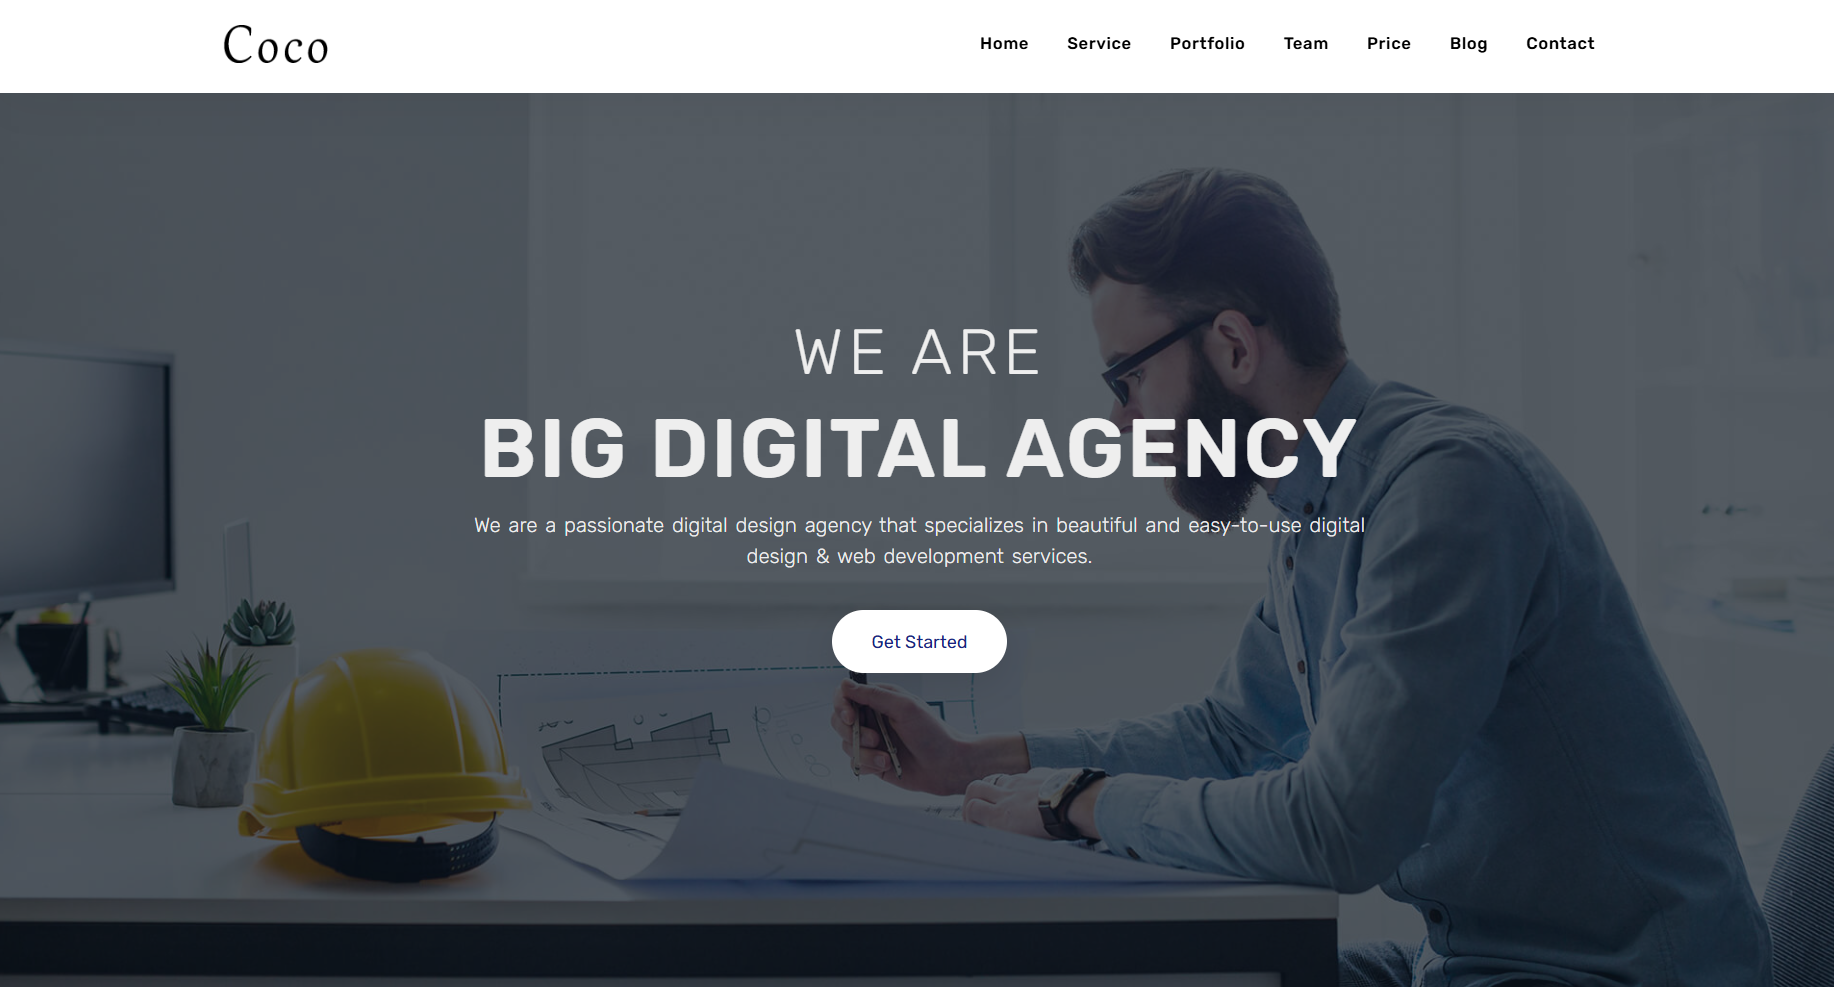 Coco
Home Service Portfolio Team Price Blog Contact
WE ARE
BIG DIGITAL AGENCY
We are a passionate digital design agency that specializes in beautiful and easy-to-use digital
design & web development services.
Get Started